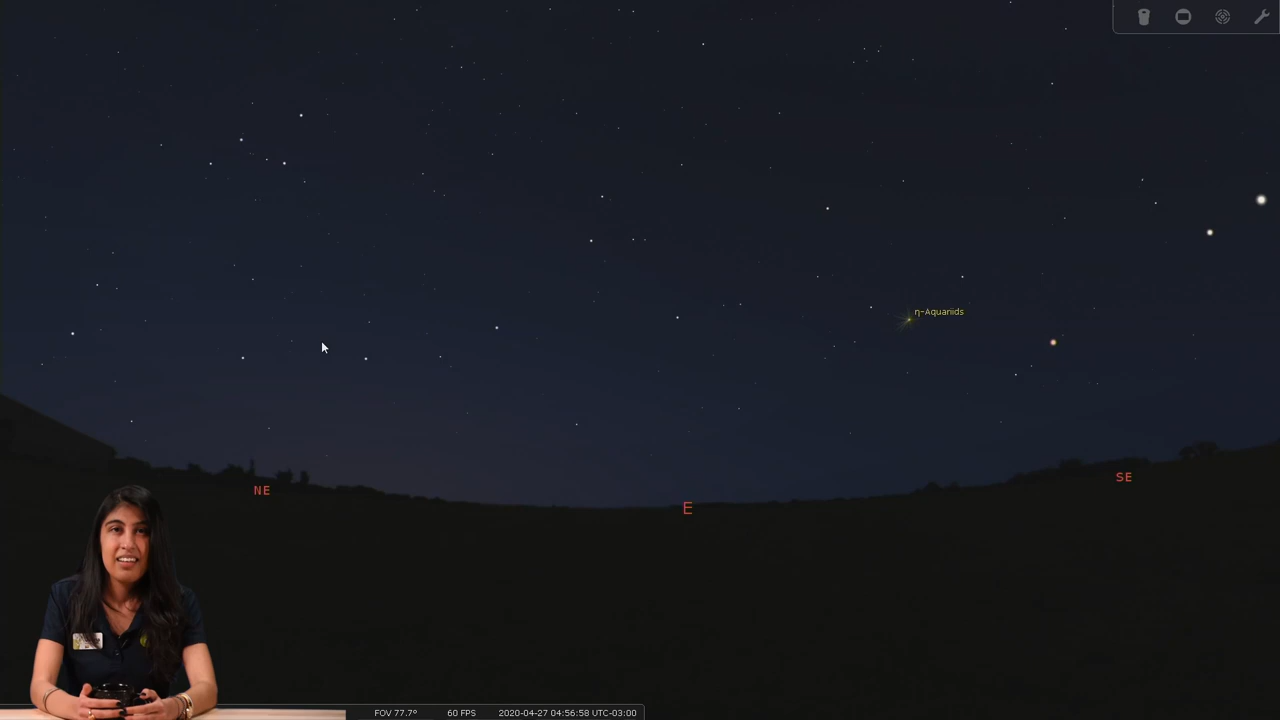 η-Aquariids
NE
E
SE
FOV 77.7°
60 FPS
2020-04-27 04:56:58 UTC-03:00